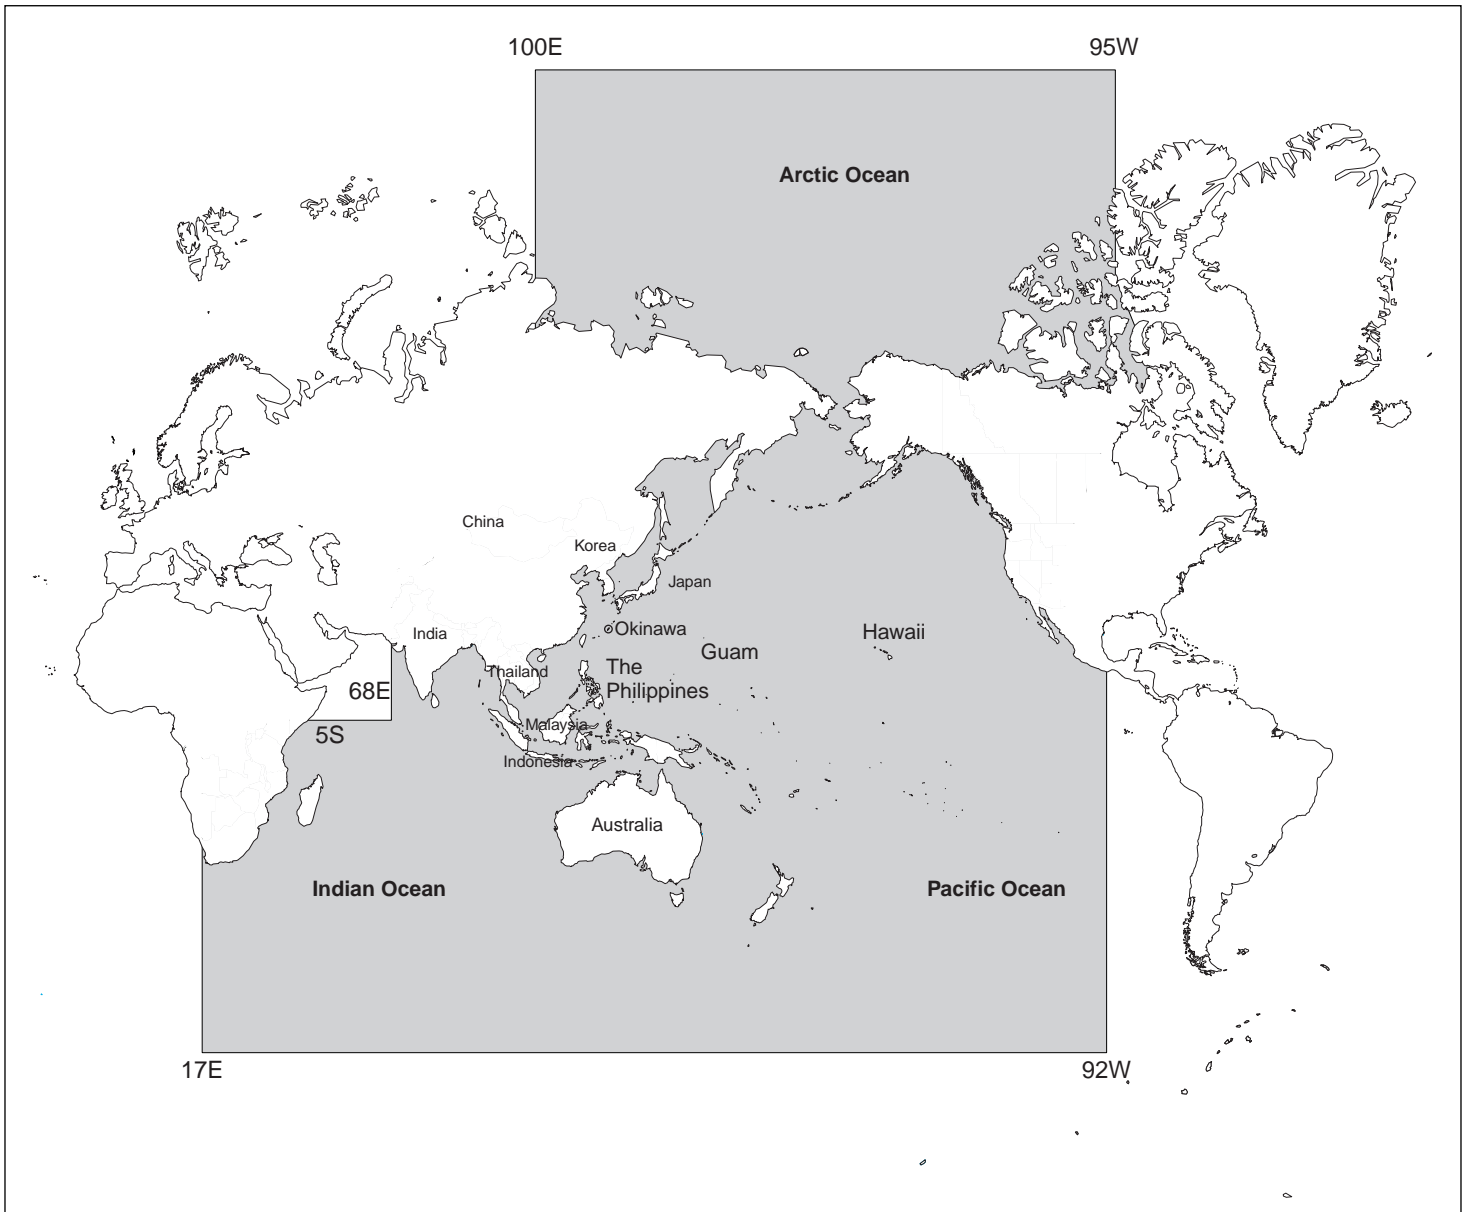 100E
95W
Arctic Ocean
China
Korea
Japan
Okinawa
Hawaii
India
Guam
The
Philippines
Thailand
68E
Malaysia
5S
Indonesia
Australia
Indian Ocean
Pacific Ocean
17E
92W